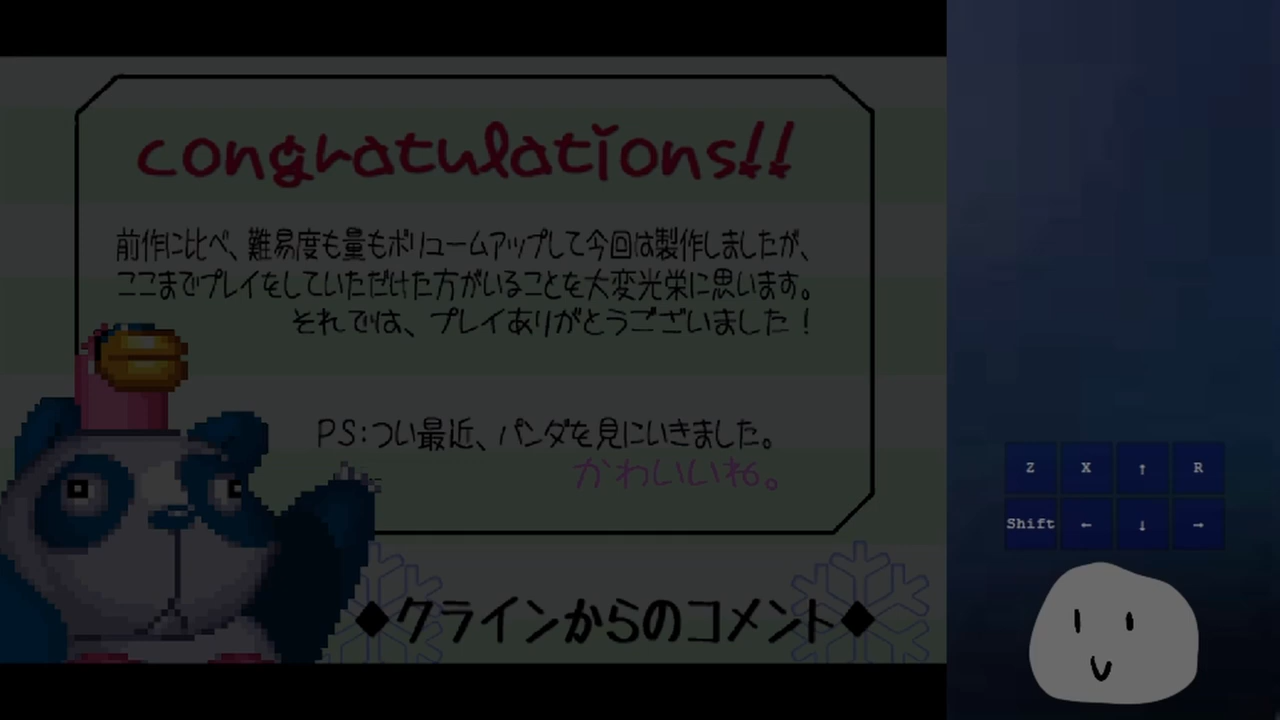 congratulations!!
前作に比べ、難易度も量もボリュームアップして今回は製作しましたが、
ここまでプレイをしていただけた方がいることを大変光栄に思います。
それでは、プレイありがとうございました！
PS：つい最近、パンダを見にいきました。
かわいいね。
◆クラインからのコメント◆
Z X ↑ R
Shift ← ↓ →